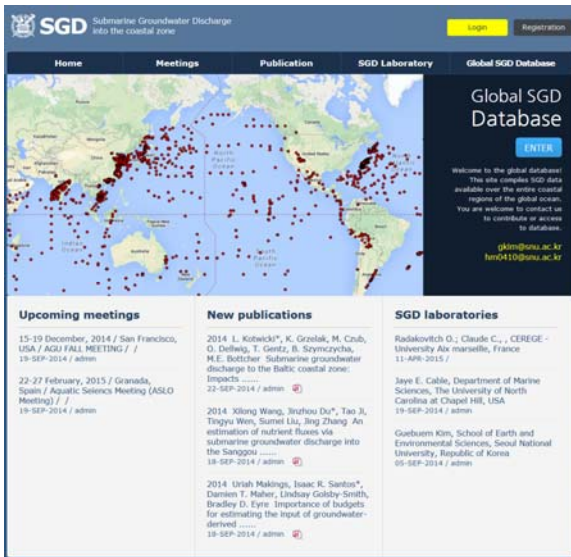 SGD
Submarine Groundwater Discharge
into the coastal zone
Login
Registration
Home
Meetings
Publication
SGD Laboratory
Global SGD Database
Global SGD
Database
ENTER
Welcome to the global database!
This site compiles SGD data
available over the entire coastal
regions of the global ocean.
You are welcome to contact us
to contribute or access
to database.
gkim@snu.ac.kr
hm0410@snu.ac.kr
North
Pacific
Ocean
South
Pacific
Ocean
Indian
Ocean
Australia
Upcoming meetings
15-19 December, 2014 / San Francisco,
USA / AGU FALL MEETING / /
19-SEP-2014 / admin
22-27 February, 2015 / Granada,
Spain / Aquatic Seiencs Meeting (ASLO
Meeting) / /
19-SEP-2014 / admin
New publications
2014 L. Kotwicki*, K. Grzelak, M. Czub,
O. Dellwig, T. Gentz, B. Szymczycha,
M.E. Bottcher Submarine groundwater
discharge to the Baltic coastal zone:
Impacts ......
22-SEP-2014 / admin
2014 Xilong Wang, Jinzhou Du*, Tao Ji,
Tingyu Wen, Sumei Liu, Jing Zhang An
estimation of nutrient fluxes via
submarine groundwater discharge into
the Sanggou ......
18-SEP-2014 / admin
2014 Uriah Makings, Isaac R. Santos*,
Damien T. Maher, Lindsay Golsby-Smith,
Bradley D. Eyre Importance of budgets
for estimating the input of groundwater-
derived ......
18-SEP-2014 / admin
SGD laboratories
Radakovitch O.; Claude C., , CEREGE -
University Aix marseille, France
11-APR-2015 /
Jaye E. Cable, Department of Marine
Sciences, The University of North
Carolina at Chapel Hill, USA
19-SEP-2014 / admin
Guebuem Kim, School of Earth and
Environmental Sciences, Seoul National
University, Republic of Korea
05-SEP-2014 / admin